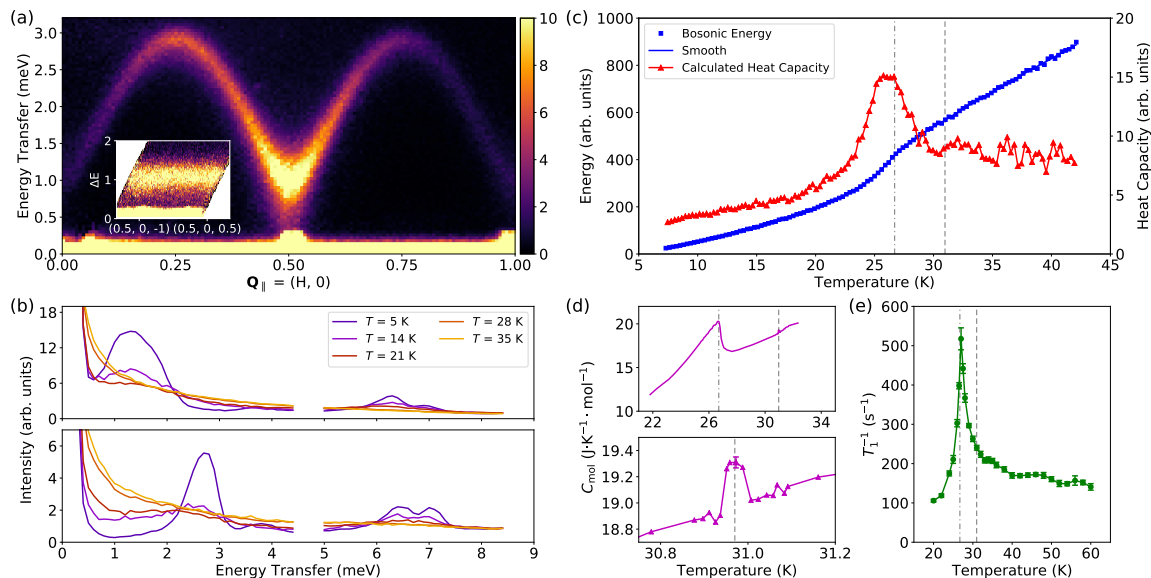 (a)
3.0
2.5
2.0
1.5
1.0
0.5
0.0
Energy Transfer (meV)
2
1
0
ΔE
(0.5, 0, -1) (0.5, 0, 0.5)
0.00 0.25 0.50 0.75 1.00
Q∥ = (H, 0)
10
8
6
4
2
0
(b)
18
12
6
0
T = 5 K
T = 14 K
T = 21 K
T = 28 K
T = 35 K
6
4
2
0
Intensity (arb. units)
0 1 2 3 4 5 6 7 8 9
Energy Transfer (meV)
(c)
1000
800
600
400
200
0
Energy (arb. units)
Bosonic Energy
Smooth
Calculated Heat Capacity
20
15
10
5
0
Heat Capacity (arb. units)
5 10 15 20 25 30 35 40 45
Temperature (K)
(d)
20
15
10
22 25 28 31 34
19.4
19.2
19.0
18.8
Cmol (J·K⁻¹·mol⁻¹)
30.8 31.0 31.2
Temperature (K)
(e)
600
500
400
300
200
100
0
T₁⁻¹ (s⁻¹)
20 30 40 50 60
Temperature (K)